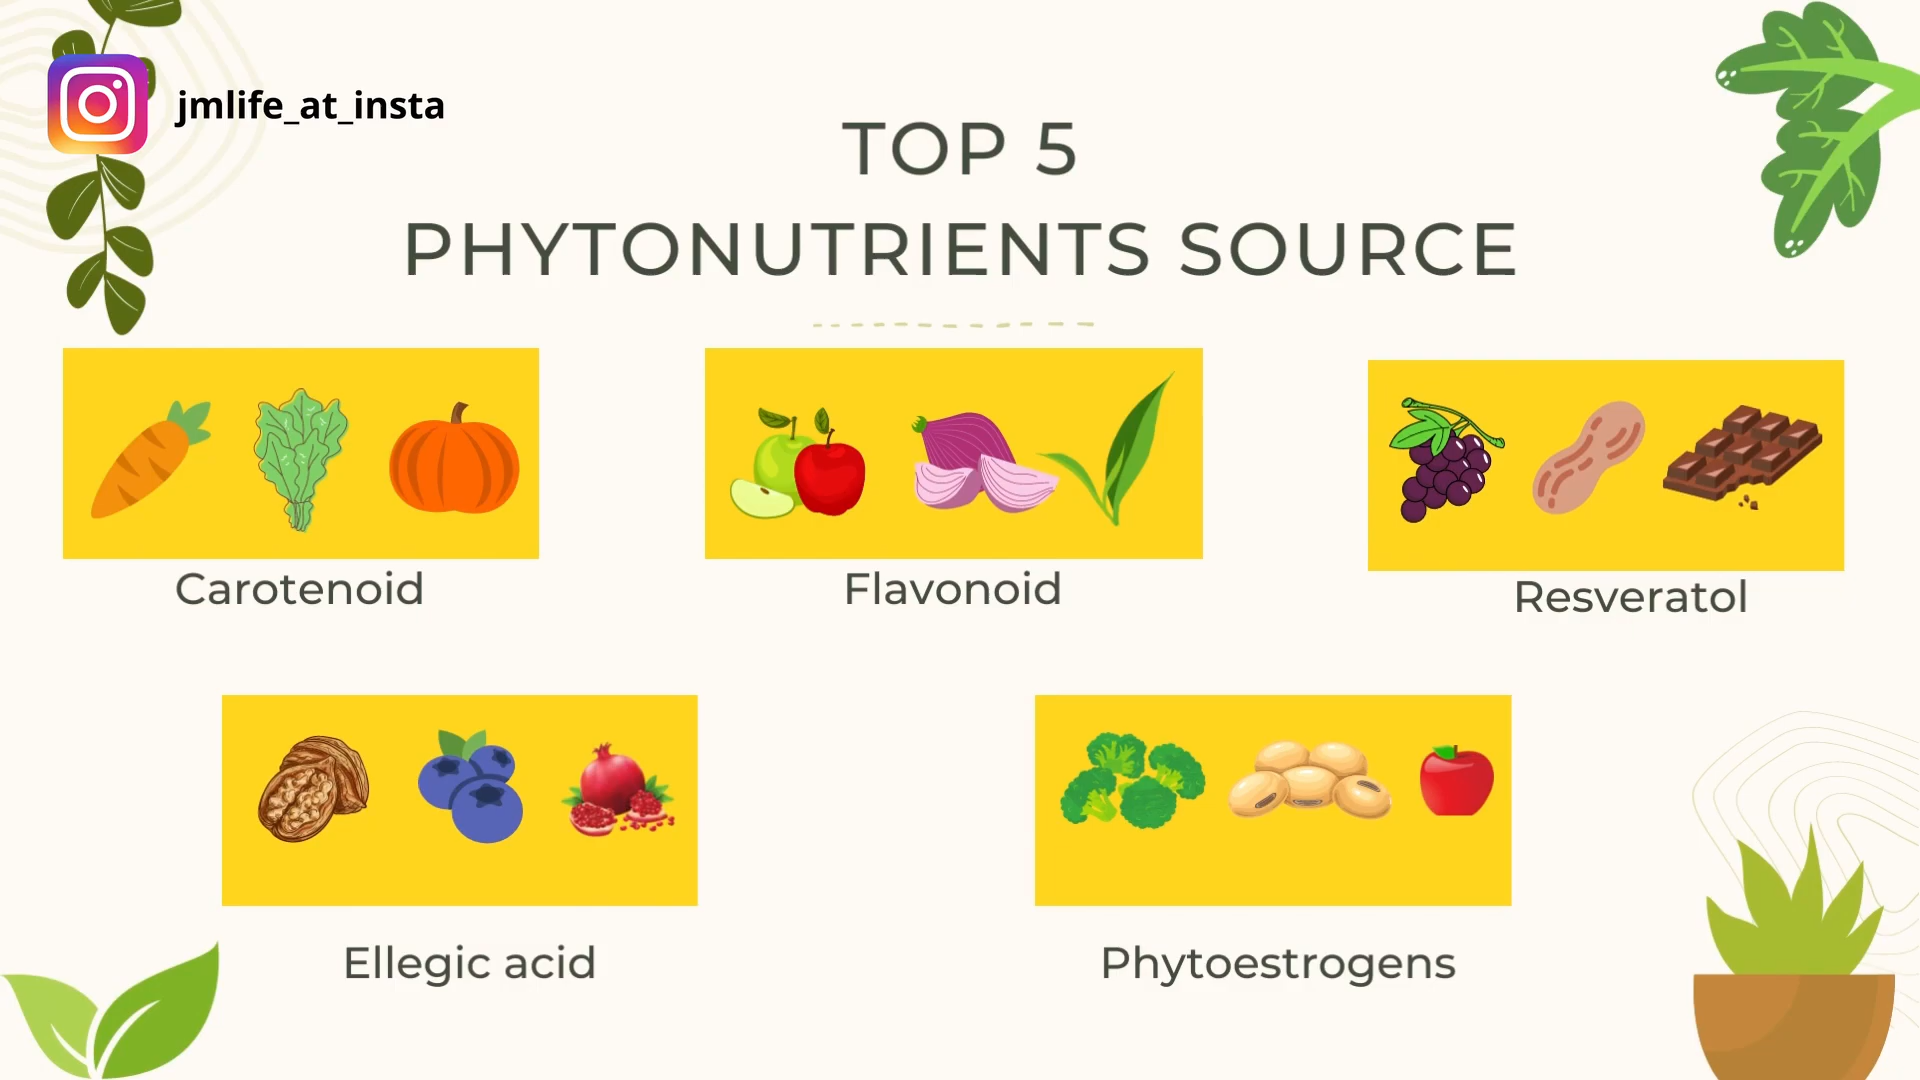 jmlife_at_insta
TOP 5
PHYTONUTRIENTS SOURCE
Carotenoid
Flavonoid
Resveratol
Ellegic acid
Phytoestrogens